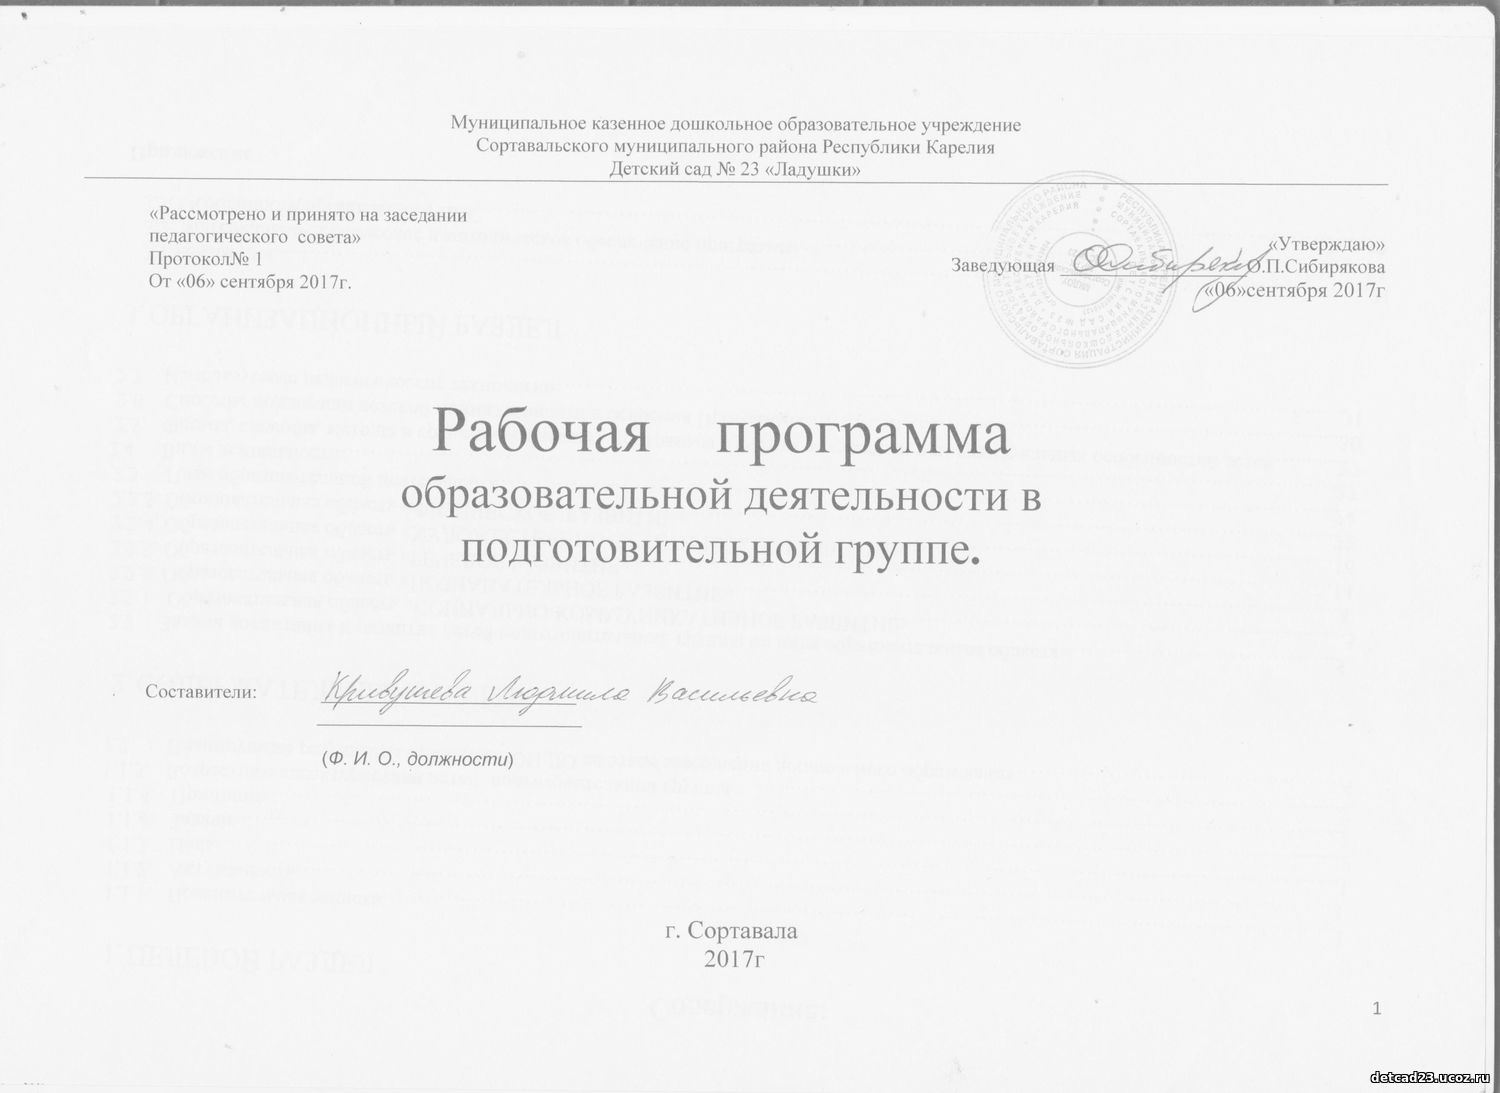 Муниципальное казенное дошкольное образовательное учреждение
Сортавальского муниципального района Республики Карелия
Детский сад № 23 «Ладушки»
«Рассмотрено и принято на заседании
педагогического совета»
Протокол№ 1
От «06» сентября 2017г.
«Утверждаю»
Заведующая О.П.Сибирякова
«06»сентября 2017г
Рабочая программа
образовательной деятельности в
подготовительной группе.
Составители: Кривушева Людмила Васильевна
(Ф. И. О., должности)
г. Сортавала
2017г
1
detcad23.ucoz.ru